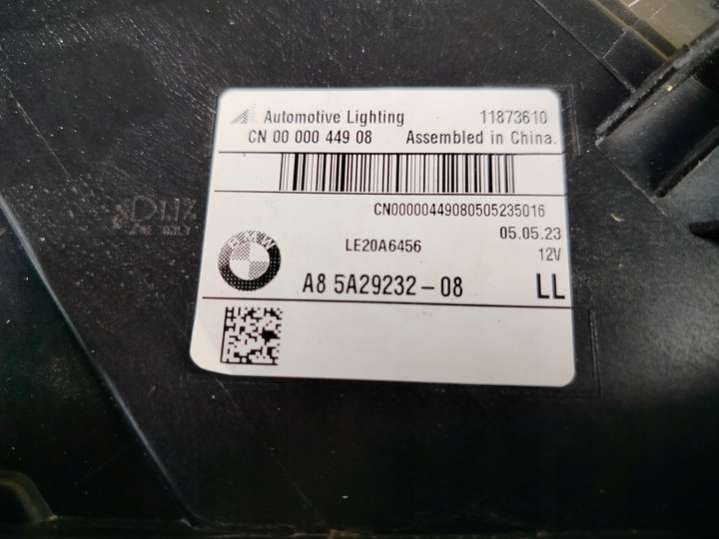 Automotive Lighting 11873610
CN 00 000 449 08 Assembled in China.
CN00000449080505235016
LE20A6456 05.05.23
12V
BMW
A8 5A29232-08 LL